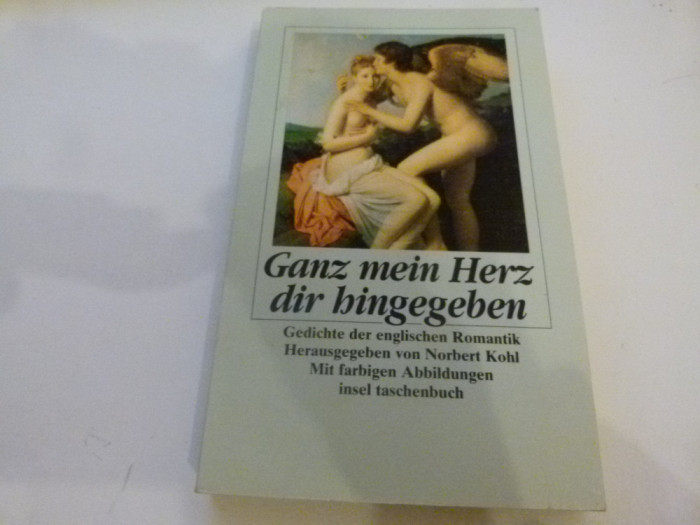 Ganz mein Herz
dir hingegeben
Gedichte der englischen Romantik
Herausgegeben von Norbert Kohl
Mit farbigen Abbildungen
insel taschenbuch